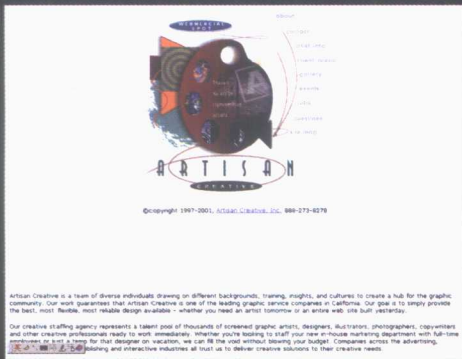 COMMERCIAL
SPOT
about
ARTISAN
CREATIVE
©copyright 1997-2001, Artisan Creative, Inc. 888-273-8278
Artisan Creative is a team of diverse individuals drawing on different backgrounds, training, insights, and cultures to create a hub for the graphic
community. Our work guarantees that Artisan Creative is one of the leading graphic service companies in California. Our goal is to simply provide
the best, most flexible, most reliable design available - whether you need an artist tomorrow or an entire web site built yesterday.
Our creative staffing agency represents a talent pool of thousands of screened graphic artists, designers, illustrators, photographers, copywriters
and other creative professionals ready to work immediately. Whether you're looking to staff your new in-house marketing department with full-time
employees or just a temp for that designer on vacation, we can fill the void without blowing your budget. Companies across the advertising,
publishing and interactive industries all trust us to deliver creative solutions to their creative needs.